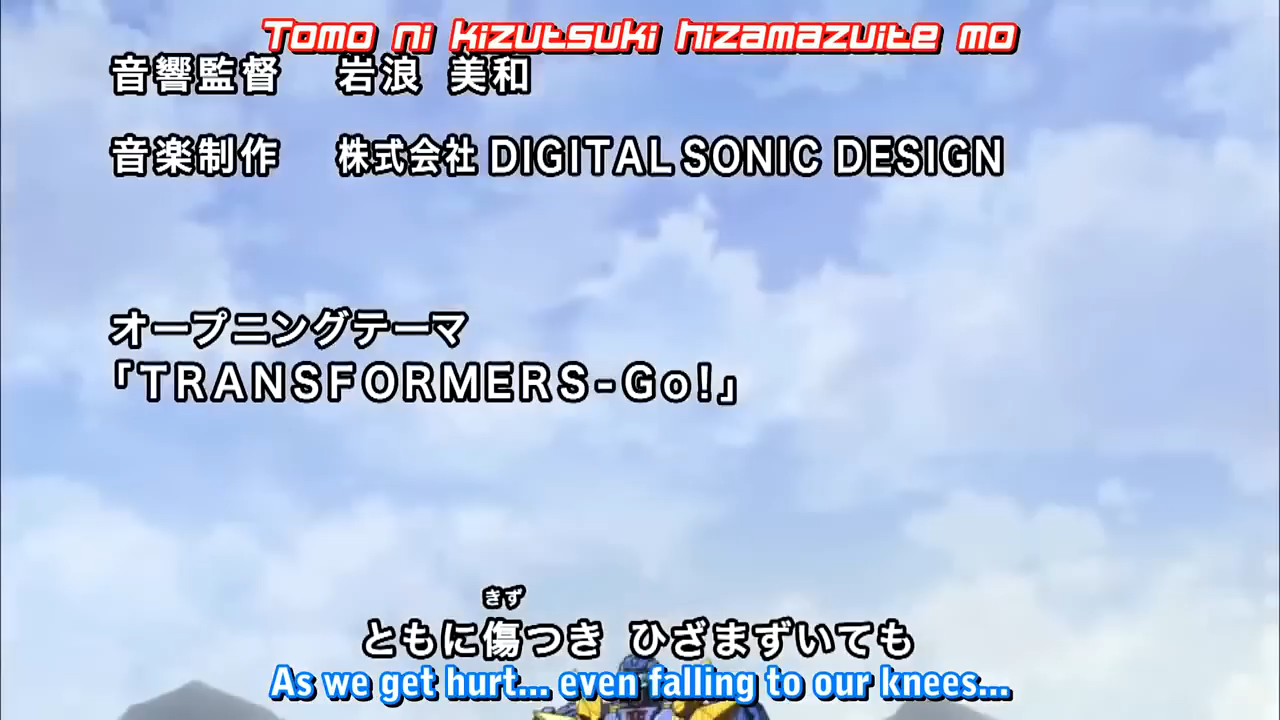 Tomo ni kizutsuki hizamazuite mo
音響監督 岩浪 美和
音楽制作 株式会社 DIGITAL SONIC DESIGN
オープニングテーマ
「TRANSFORMERS-Go!」
きず
ともに傷つき ひざまずいても
As we get hurt... even falling to our knees...